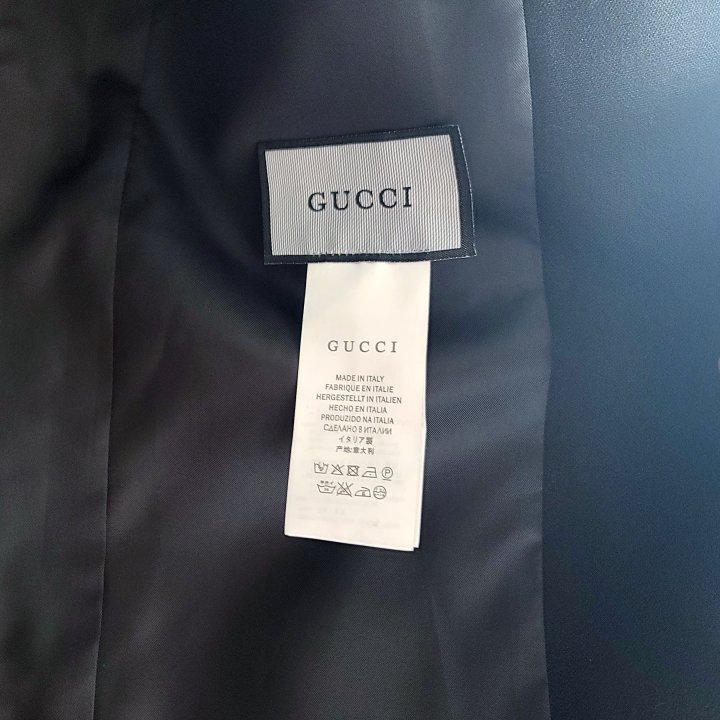 GUCCI
GUCCI
MADE IN ITALY
FABRIQUE EN ITALIE
HERGESTELLT IN ITALIEN
HECHO EN ITALIA
PRODUZIDO NA ITALIA
СДЕЛАНО В ИТАЛИИ
イタリア製
产地:意大利
P